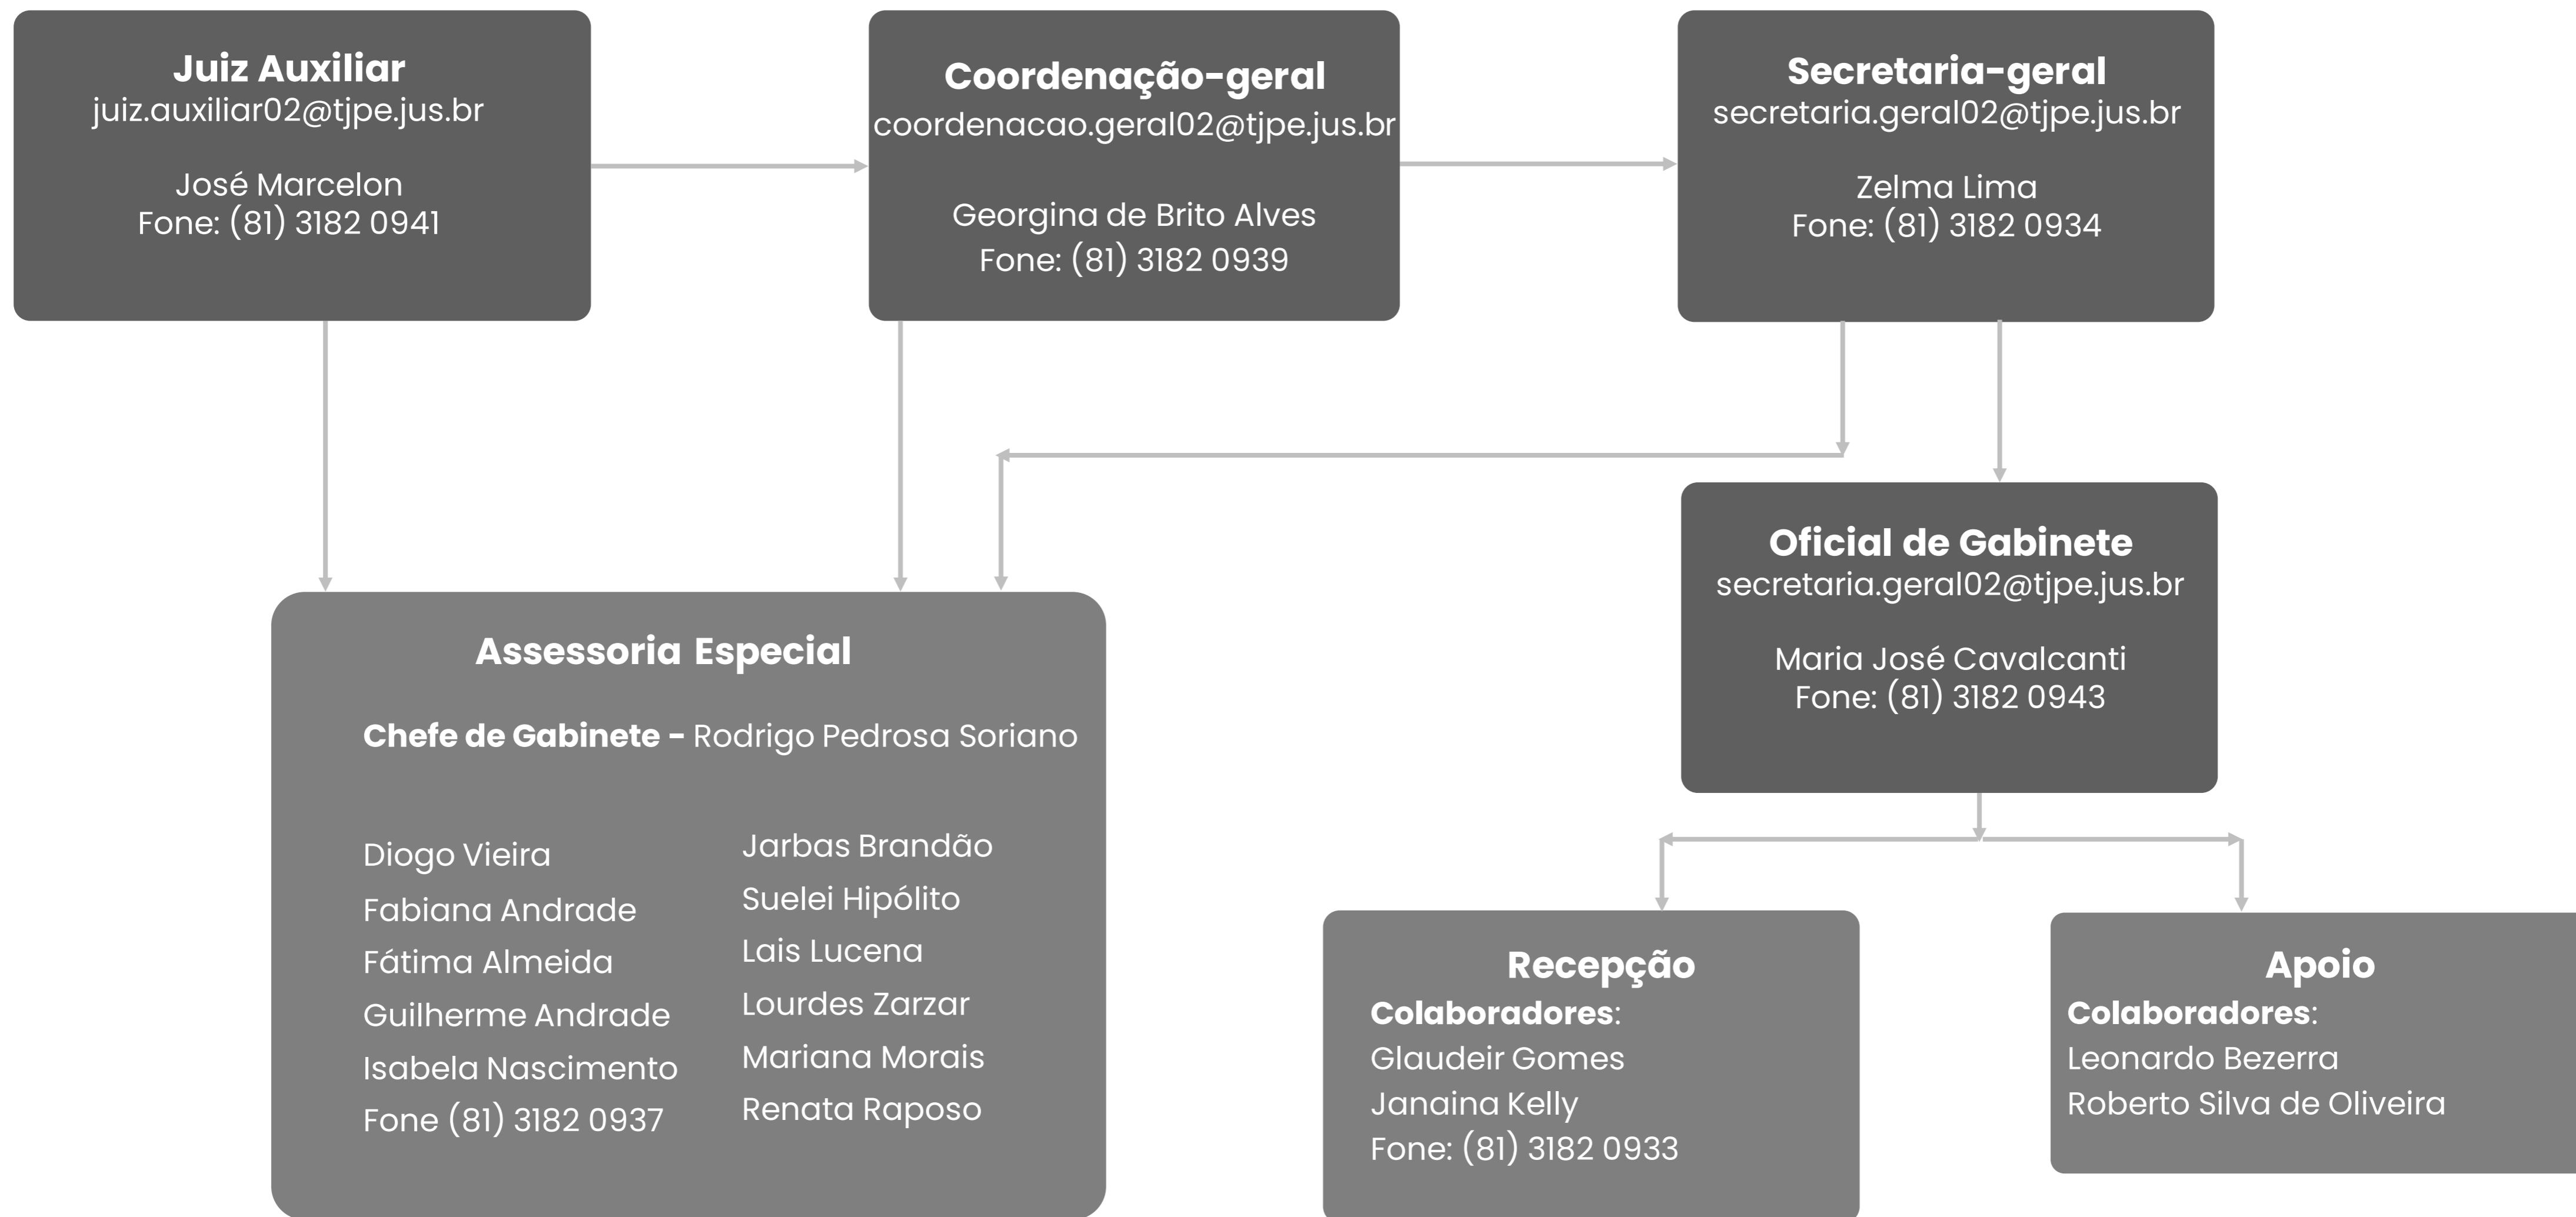 Juiz Auxiliar
juiz.auxiliar02@tjpe.jus.br
José Marcelon
Fone: (81) 3182 0941
Coordenação-geral
coordenacao.geral02@tjpe.jus.br
Georgina de Brito Alves
Fone: (81) 3182 0939
Secretaria-geral
secretaria.geral02@tjpe.jus.br
Zelma Lima
Fone: (81) 3182 0934
Oficial de Gabinete
secretaria.geral02@tjpe.jus.br
Maria José Cavalcanti
Fone: (81) 3182 0943
Assessoria Especial
Chefe de Gabinete - Rodrigo Pedrosa Soriano
Diogo Vieira
Fabiana Andrade
Fátima Almeida
Guilherme Andrade
Isabela Nascimento
Fone (81) 3182 0937
Jarbas Brandão
Suelei Hipólito
Lais Lucena
Lourdes Zarzar
Mariana Morais
Renata Raposo
Recepção
Colaboradores:
Glaudeir Gomes
Janaina Kelly
Fone: (81) 3182 0933
Apoio
Colaboradores:
Leonardo Bezerra
Roberto Silva de Oliveira